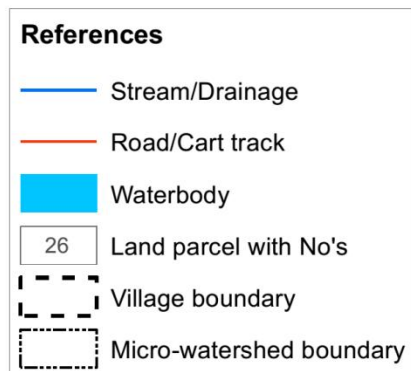 References
Stream/Drainage
Road/Cart track
Waterbody
26 Land parcel with No's
Village boundary
Micro-watershed boundary